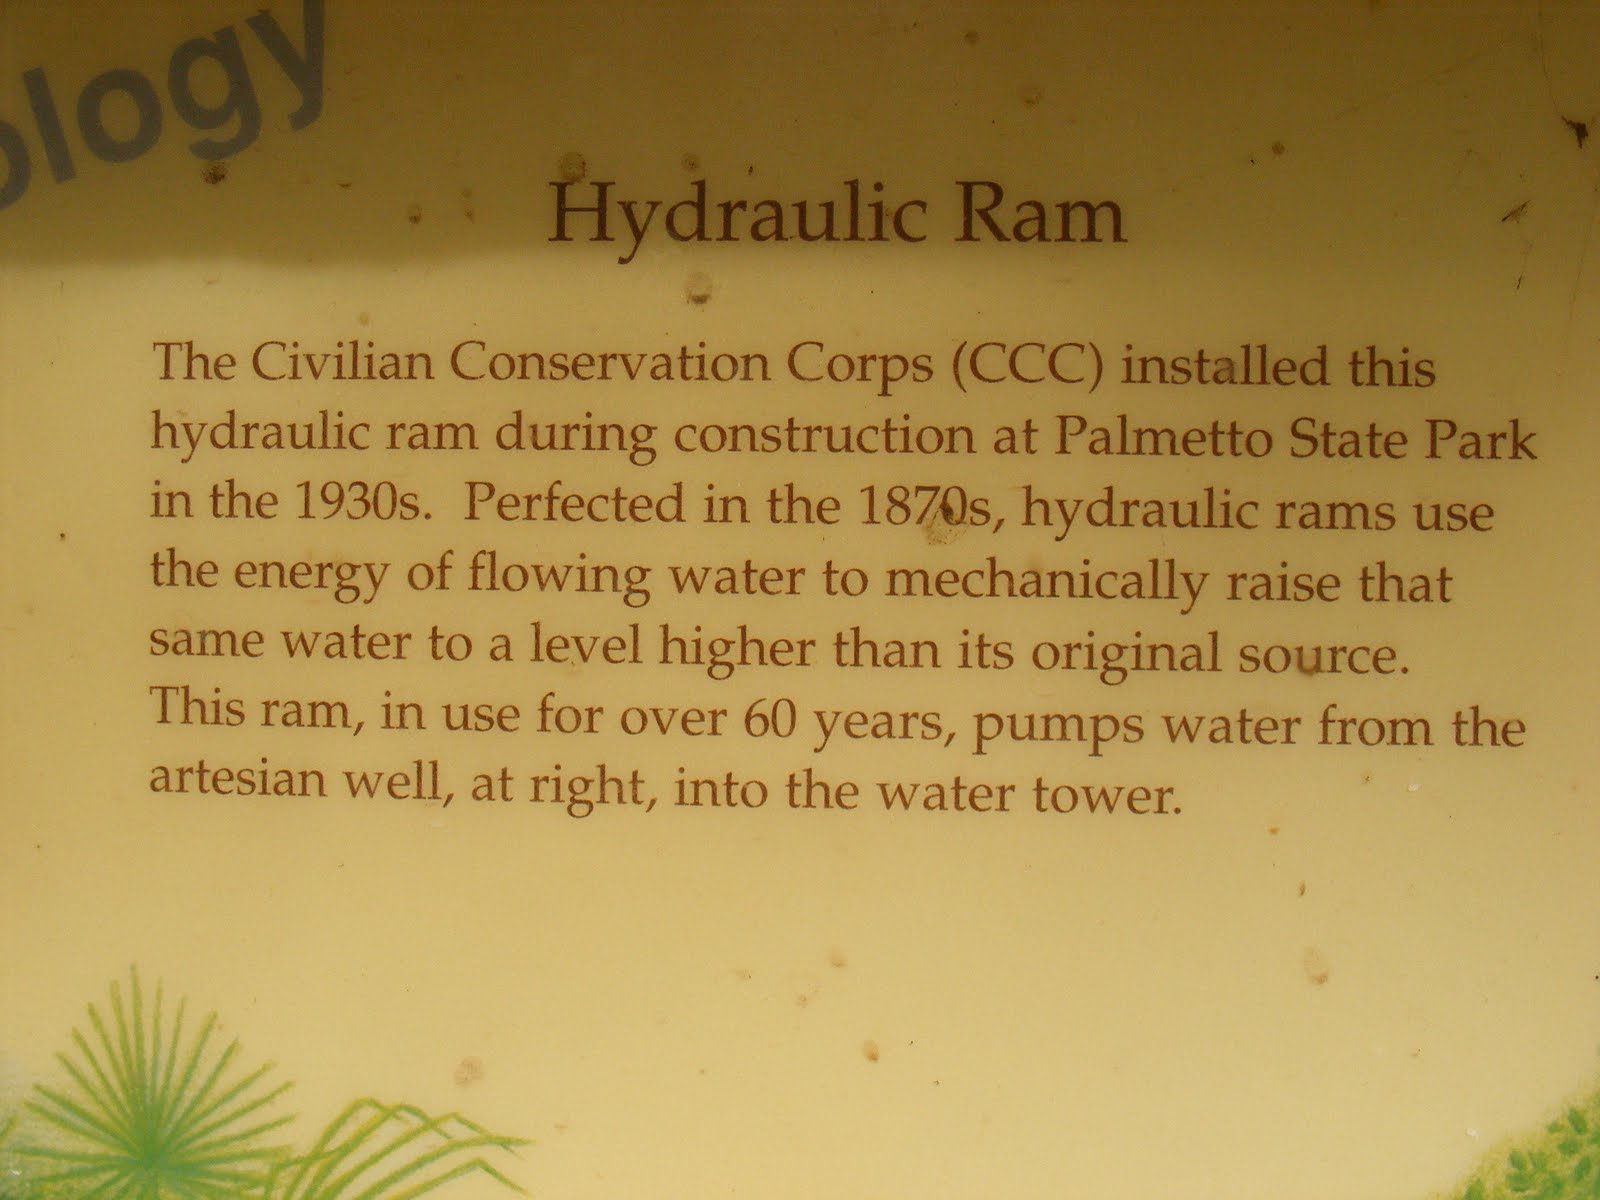 ology
Hydraulic Ram
The Civilian Conservation Corps (CCC) installed this
hydraulic ram during construction at Palmetto State Park
in the 1930s.  Perfected in the 1870s, hydraulic rams use
the energy of flowing water to mechanically raise that
same water to a level higher than its original source.
This ram, in use for over 60 years, pumps water from the
artesian well, at right, into the water tower.